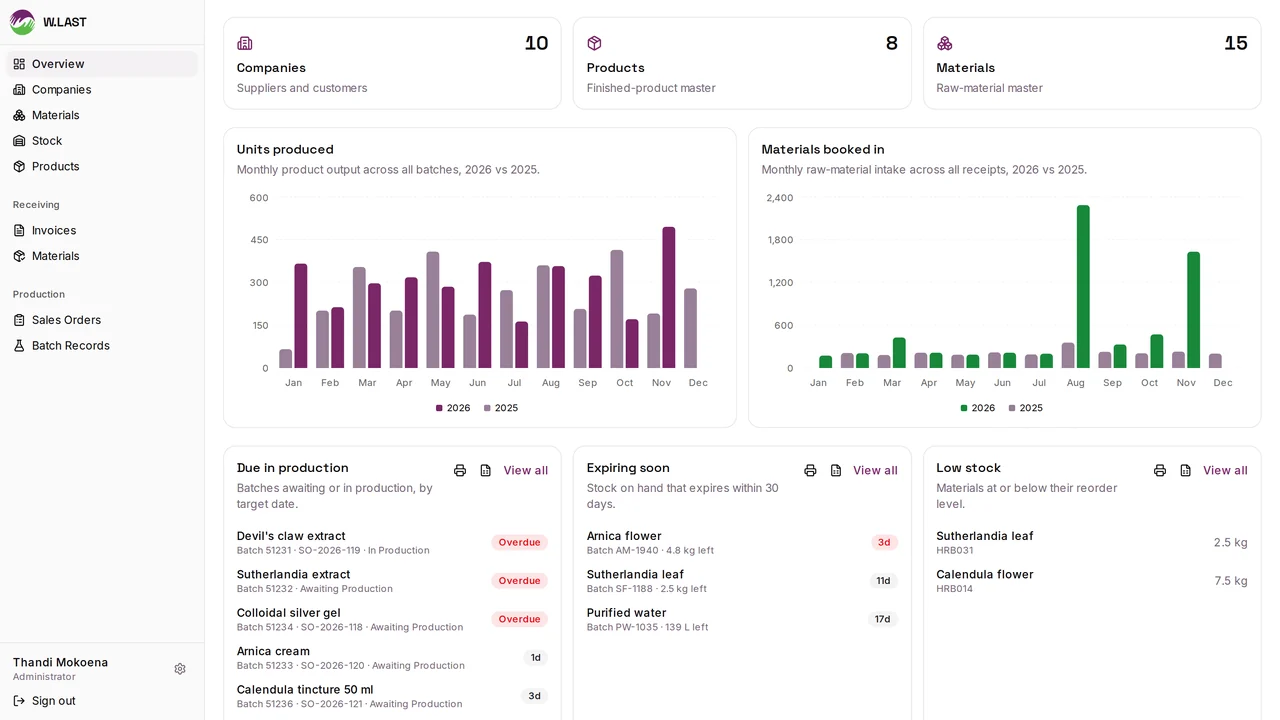 W.LAST
Overview
Companies
Materials
Stock
Products
Receiving
Invoices
Materials
Production
Sales Orders
Batch Records
Thandi Mokoena
Administrator
Sign out
10
Companies
Suppliers and customers
8
Products
Finished-product master
15
Materials
Raw-material master
Units produced
Monthly product output across all batches, 2026 vs 2025.
600
450
300
150
0
Jan Feb Mar Apr May Jun Jul Aug Sep Oct Nov Dec
2026 2025
Materials booked in
Monthly raw-material intake across all receipts, 2026 vs 2025.
2,400
1,800
1,200
600
0
Jan Feb Mar Apr May Jun Jul Aug Sep Oct Nov Dec
2026 2025
Due in production
View all
Batches awaiting or in production, by
target date.
Devil's claw extract
Batch 51231 · SO-2026-119 · In Production
Overdue
Sutherlandia extract
Batch 51232 · Awaiting Production
Overdue
Colloidal silver gel
Batch 51234 · SO-2026-118 · Awaiting Production
Overdue
Arnica cream
Batch 51233 · SO-2026-120 · Awaiting Production
1d
Calendula tincture 50 ml
Batch 51236 · SO-2026-121 · Awaiting Production
3d
Expiring soon
View all
Stock on hand that expires within 30
days.
Arnica flower
Batch AM-1940 · 4.8 kg left
3d
Sutherlandia leaf
Batch SF-1188 · 2.5 kg left
11d
Purified water
Batch PW-1035 · 139 L left
17d
Low stock
View all
Materials at or below their reorder
level.
Sutherlandia leaf
HRB031
2.5 kg
Calendula flower
HRB014
7.5 kg